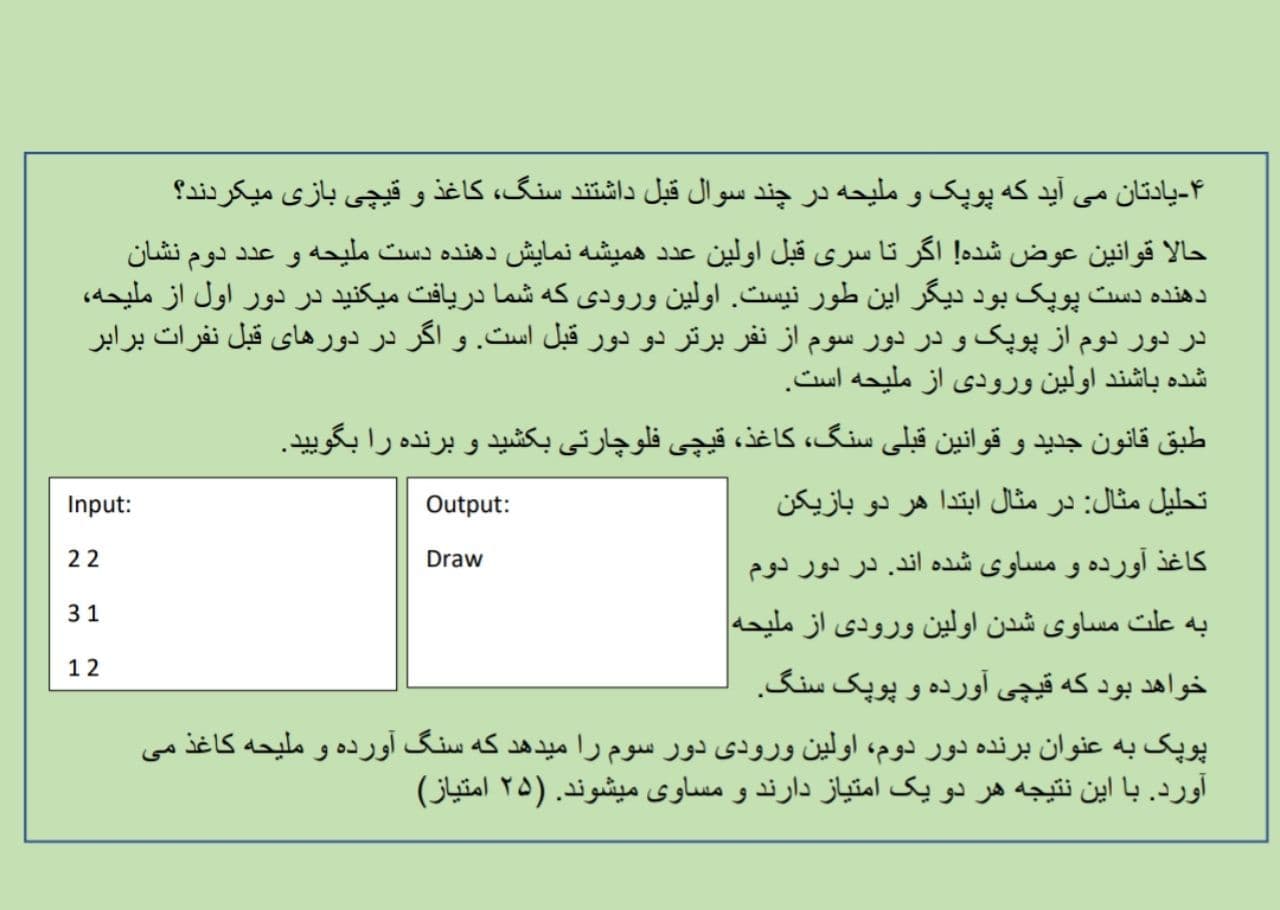 ۴-یادتان می آید که پوپک و ملیحه در چند سوال قبل داشتند سنگ، کاغذ و قیچی بازی میکردند؟
حالا قوانین عوض شده! اگر تا سری قبل اولین عدد همیشه نمایش دهنده دست ملیحه و عدد دوم نشان
دهنده دست پوپک بود دیگر این طور نیست. اولین ورودی که شما دریافت میکنید در دور اول از ملیحه،
در دور دوم از پوپک و در دور سوم از نفر برتر دو دور قبل است. و اگر در دورهای قبل نفرات برابر
شده باشند اولین ورودی از ملیحه است.
طبق قانون جدید و قوانین قبلی سنگ، کاغذ، قیچی فلوچارتی بکشید و برنده را بگویید.
تحلیل مثال: در مثال ابتدا هر دو بازیکن
کاغذ آورده و مساوی شده اند. در دور دوم
به علت مساوی شدن اولین ورودی از ملیحه
خواهد بود که قیچی آورده و پوپک سنگ.
Input:
2 2
3 1
1 2
Output:
Draw
پوپک به عنوان برنده دور دوم، اولین ورودی دور سوم را میدهد که سنگ آورده و ملیحه کاغذ می
آورد. با این نتیجه هر دو یک امتیاز دارند و مساوی میشوند. (۲۵ امتیاز)